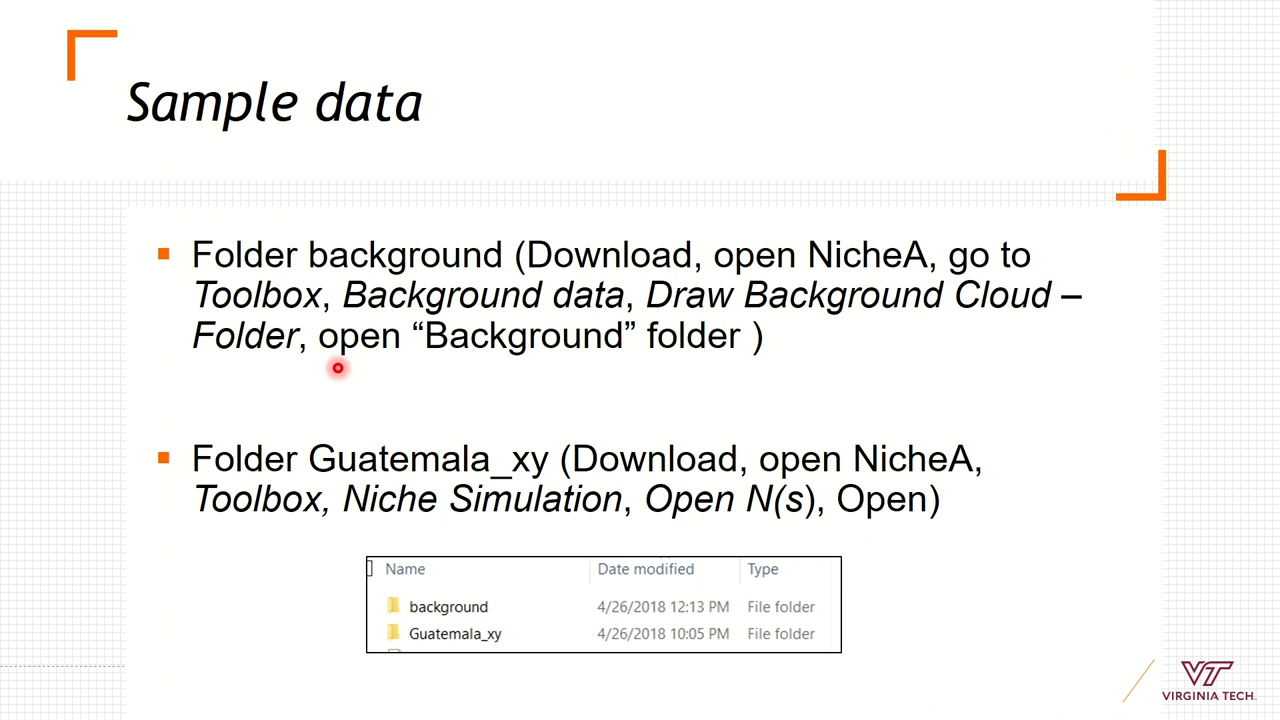 Sample data
Folder background (Download, open NicheA, go to
Toolbox, Background data, Draw Background Cloud –
Folder, open “Background” folder )
Folder Guatemala_xy (Download, open NicheA,
Toolbox, Niche Simulation, Open N(s), Open)
Name Date modified Type
background 4/26/2018 12:13 PM File folder
Guatemala_xy 4/26/2018 10:05 PM File folder
VT
VIRGINIA TECH.